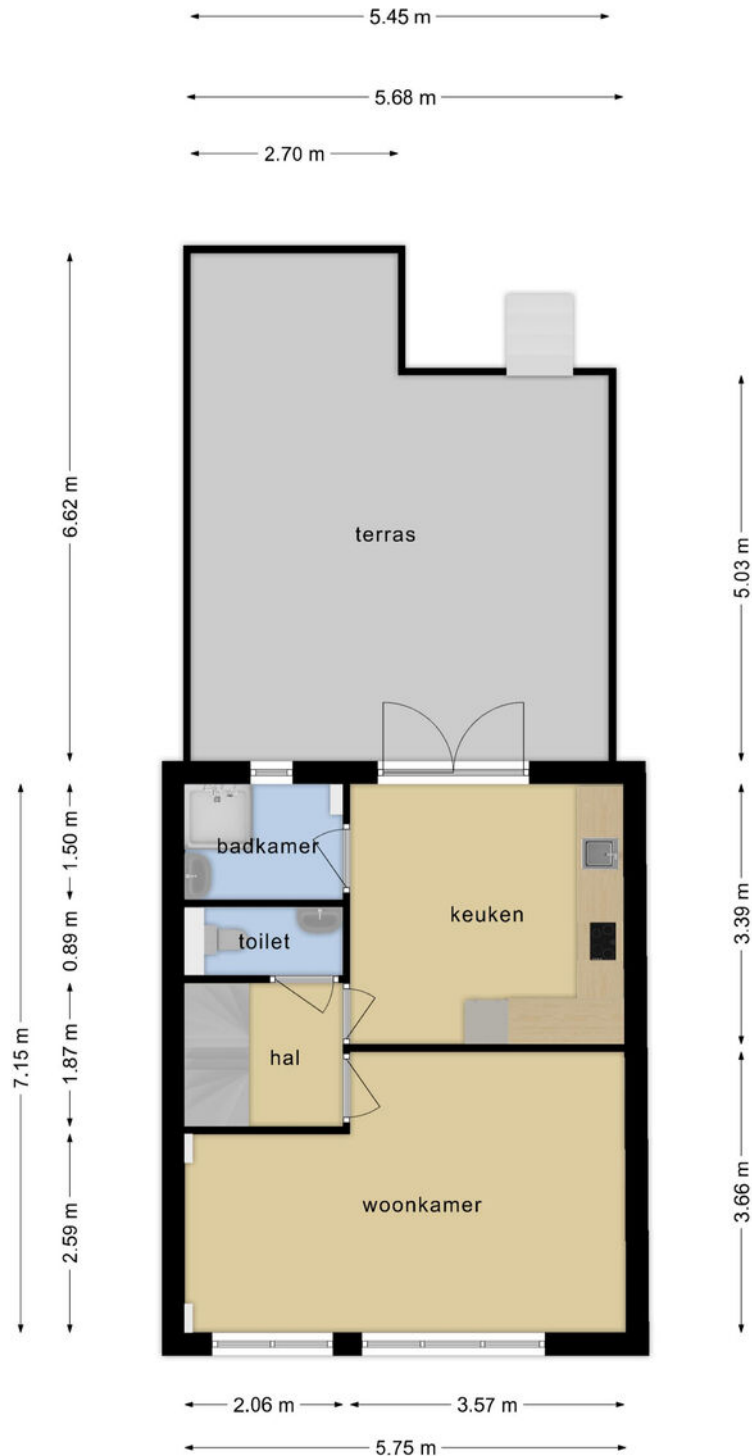 5.45 m
5.68 m
2.70 m
6.62 m
5.03 m
terras
1.50 m
badkamer
keuken
3.39 m
0.89 m
toilet
7.15 m
1.87 m
hal
2.59 m
woonkamer
3.66 m
2.06 m
3.57 m
5.75 m